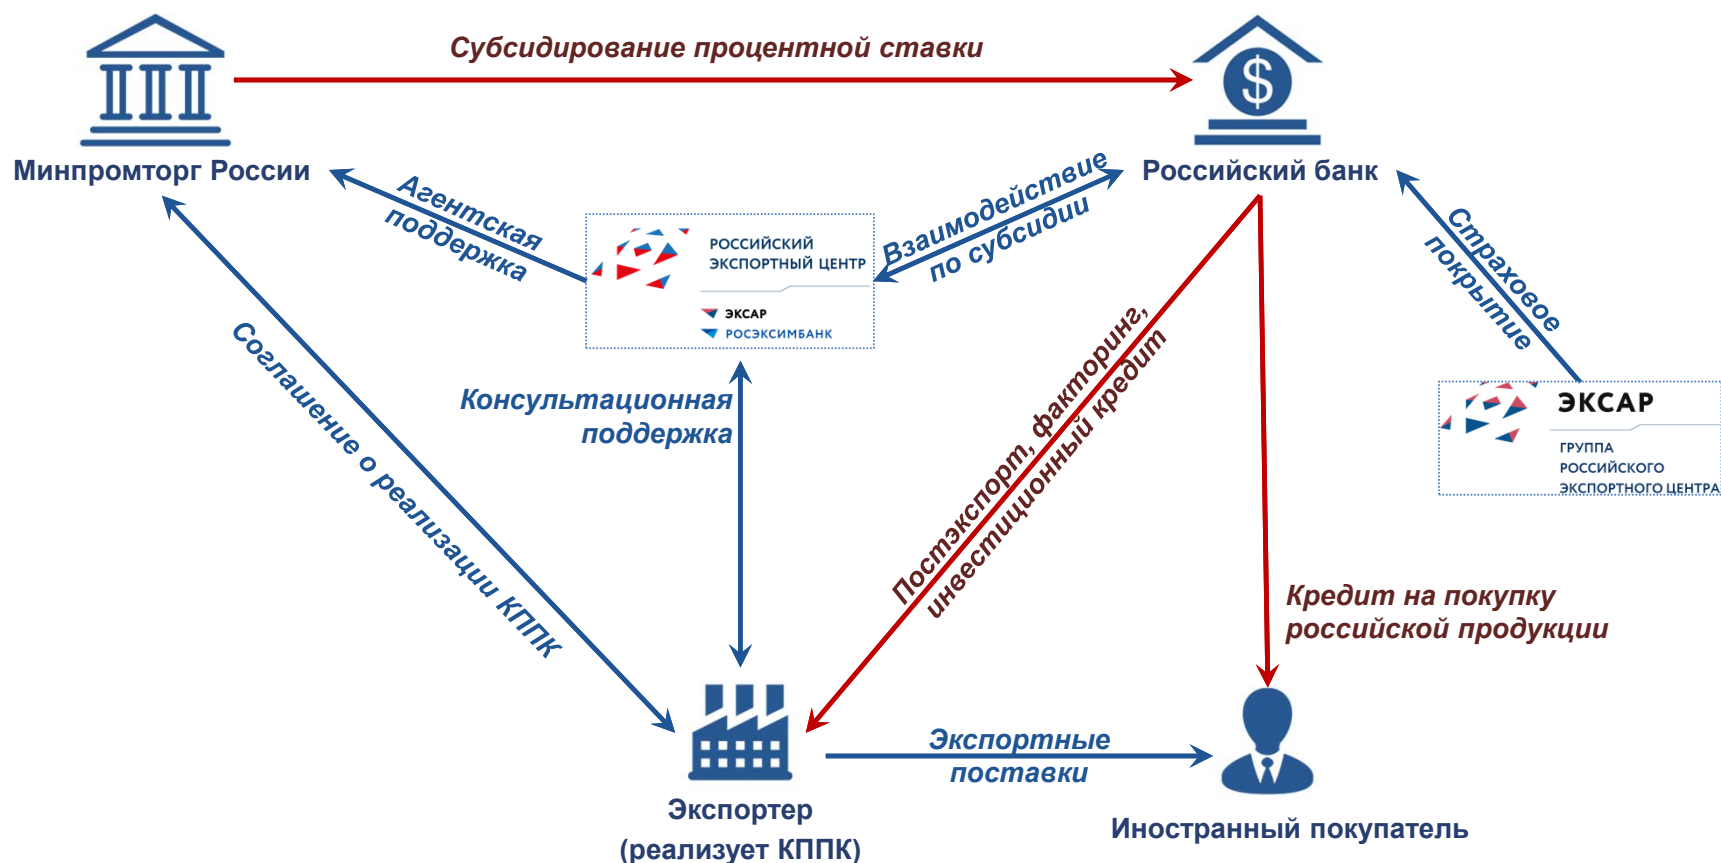 Субсидирование процентной ставки
Минпромторг России
Российский банк
Агентская
поддержка
Взаимодействие
по субсидии
Страховое
покрытие
РОССИЙСКИЙ
ЭКСПОРТНЫЙ ЦЕНТР
ЭКСАР
РОСЭКСИМБАНК
Соглашение о реализации КППК
Консультационная
поддержка
Постэкспорт, факторинг,
инвестиционный кредит
ЭКСАР
ГРУППА
РОССИЙСКОГО
ЭКСПОРТНОГО ЦЕНТРА
Кредит на покупку
российской продукции
Экспортные
поставки
Экспортер
(реализует КППК)
Иностранный покупатель